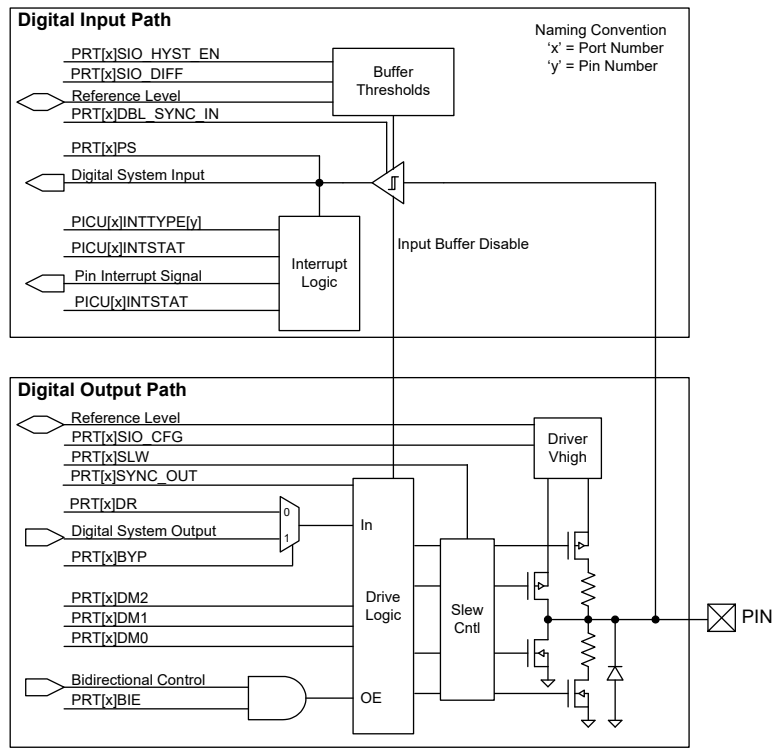 Digital Input Path
Naming Convention
'x' = Port Number
'y' = Pin Number
PRT[x]SIO_HYST_EN
PRT[x]SIO_DIFF
Reference Level
PRT[x]DBL_SYNC_IN
Buffer
Thresholds
PRT[x]PS
Digital System Input
PICU[x]INTTYPE[y]
PICU[x]INTSTAT
Pin Interrupt Signal
PICU[x]INTSTAT
Interrupt
Logic
Input Buffer Disable
Digital Output Path
Reference Level
PRT[x]SIO_CFG
PRT[x]SLW
PRT[x]SYNC_OUT
Driver
Vhigh
PRT[x]DR
Digital System Output
PRT[x]BYP
0
1
In
Drive
Logic
OE
Slew
Cntl
PRT[x]DM2
PRT[x]DM1
PRT[x]DM0
PIN
Bidirectional Control
PRT[x]BIE